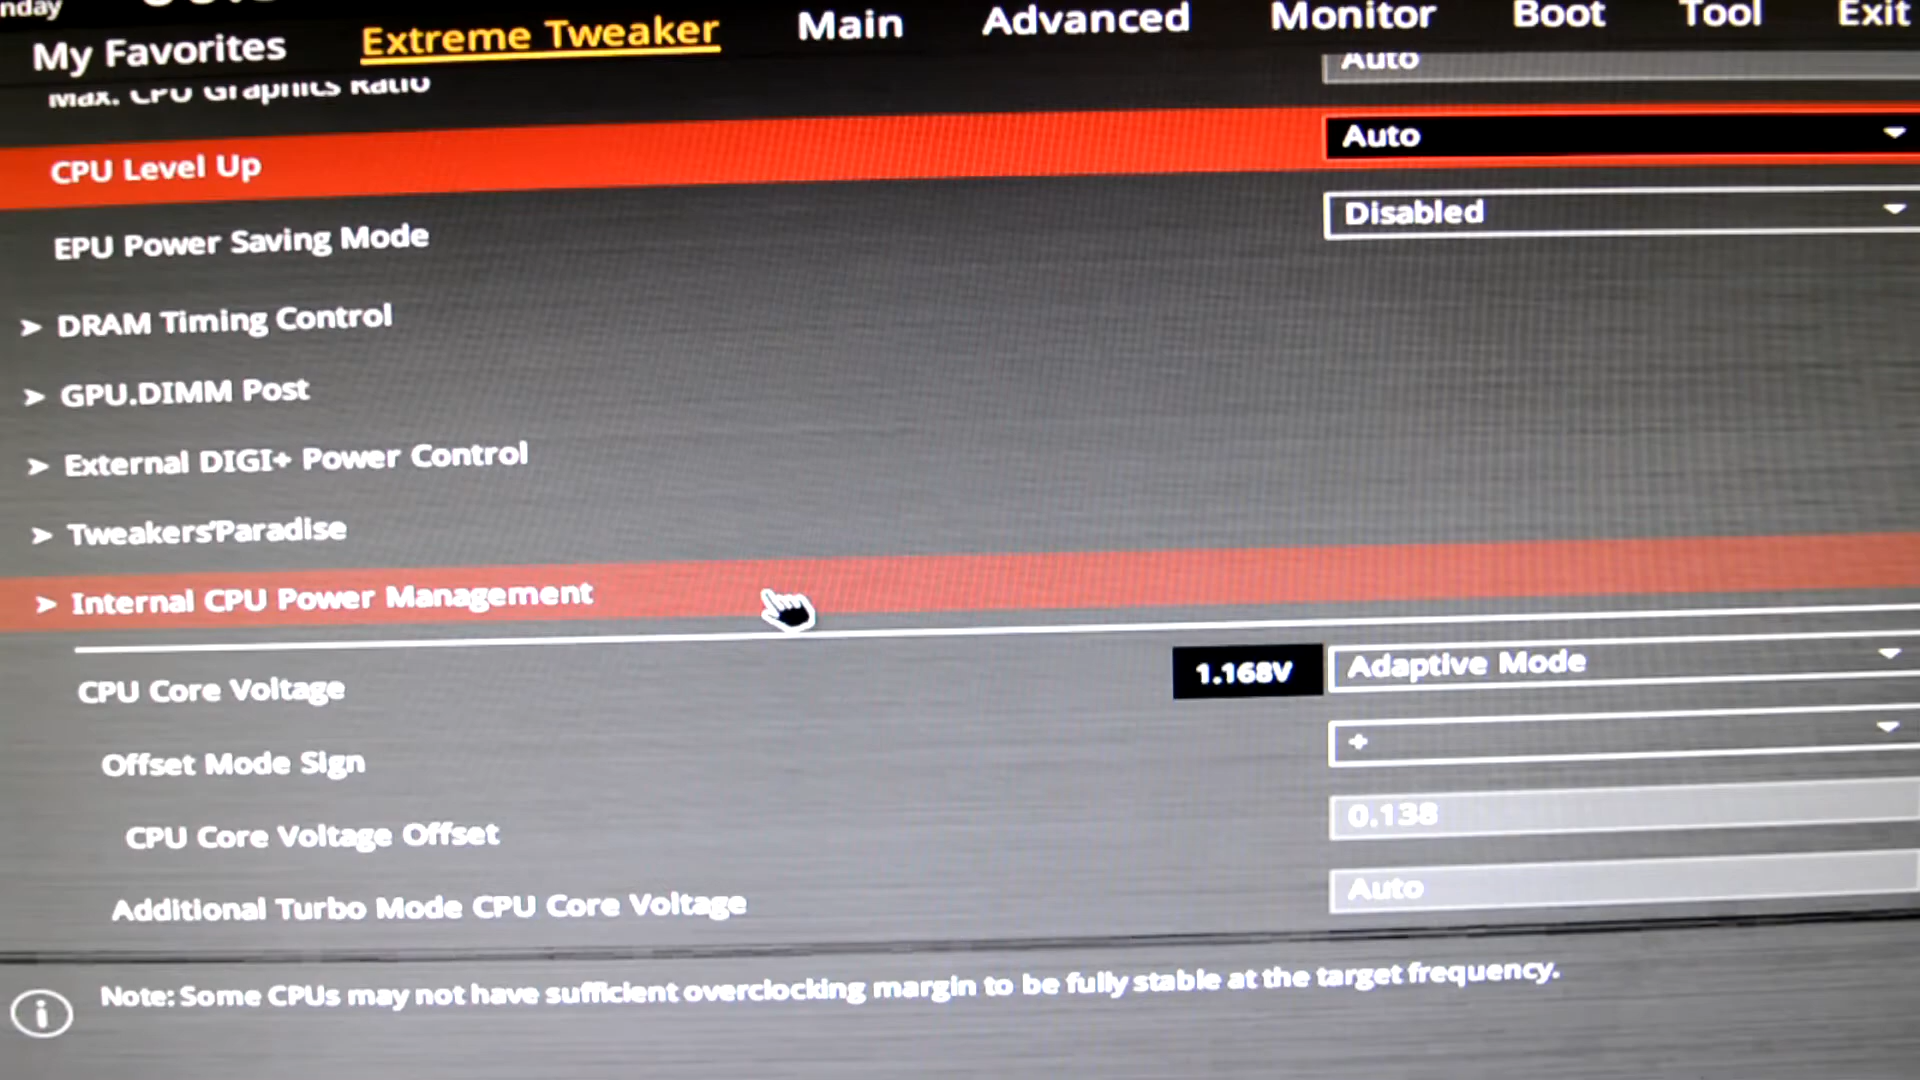 My Favorites Extreme Tweaker Main Advanced Monitor Boot Tool Exit
Max. CPU Graphics Ratio Auto
CPU Level Up Auto
EPU Power Saving Mode Disabled
> DRAM Timing Control
> GPU.DIMM Post
> External DIGI+ Power Control
> Tweakers'Paradise
> Internal CPU Power Management
CPU Core Voltage 1.168V Adaptive Mode
Offset Mode Sign +
CPU Core Voltage Offset 0.138
Additional Turbo Mode CPU Core Voltage Auto
Note: Some CPUs may not have sufficient overclocking margin to be fully stable at the target frequency.